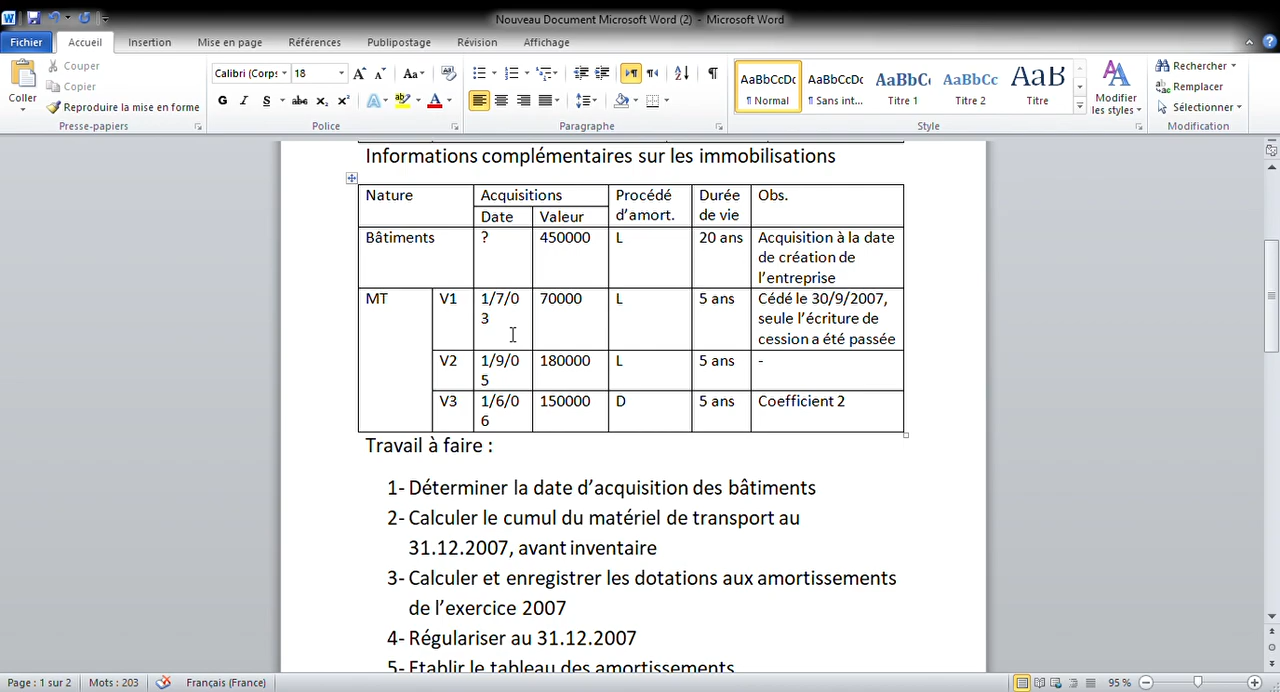 Nouveau Document Microsoft Word (2) - Microsoft Word
Fichier Accueil Insertion Mise en page Références Publipostage Révision Affichage
Coller
Couper
Copier
Reproduire la mise en forme
Presse-papiers
Calibri (Corps 18
G I S abc
Police
Paragraphe
AaBbCcDc
¶ Normal
AaBbCcDc
¶ Sans int...
AaBbC
Titre 1
AaBbCc
Titre 2
AaB
Titre
Modifier
les styles
Style
Rechercher
Remplacer
Sélectionner
Modification
Informations complémentaires sur les immobilisations
Nature Acquisitions Procédé Durée Obs.
Date Valeur d’amort. de vie
Bâtiments ? 450000 L 20 ans Acquisition à la date
de création de
l’entreprise
MT V1 1/7/0 70000 L 5 ans Cédé le 30/9/2007,
3 seule l’écriture de
cession a été passée
V2 1/9/0 180000 L 5 ans -
5
V3 1/6/0 150000 D 5 ans Coefficient 2
6
Travail à faire :
1- Déterminer la date d’acquisition des bâtiments
2- Calculer le cumul du matériel de transport au
31.12.2007, avant inventaire
3- Calculer et enregistrer les dotations aux amortissements
de l’exercice 2007
4- Régulariser au 31.12.2007
5- Etablir le tableau des amortissements
Page : 1 sur 2 Mots : 203 Français (France) 95 %